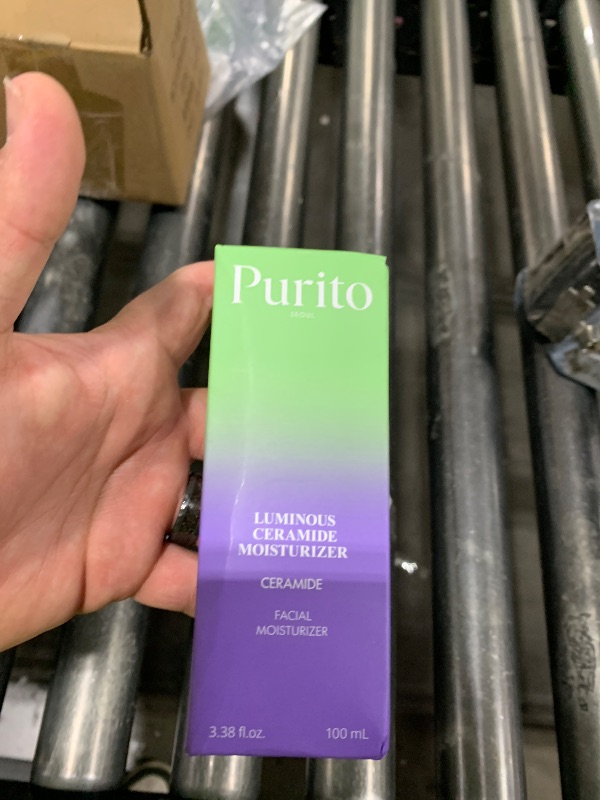 Purito
SEOUL
LUMINOUS
CERAMIDE
MOISTURIZER
CERAMIDE
FACIAL
MOISTURIZER
3.38 fl.oz. 100 mL